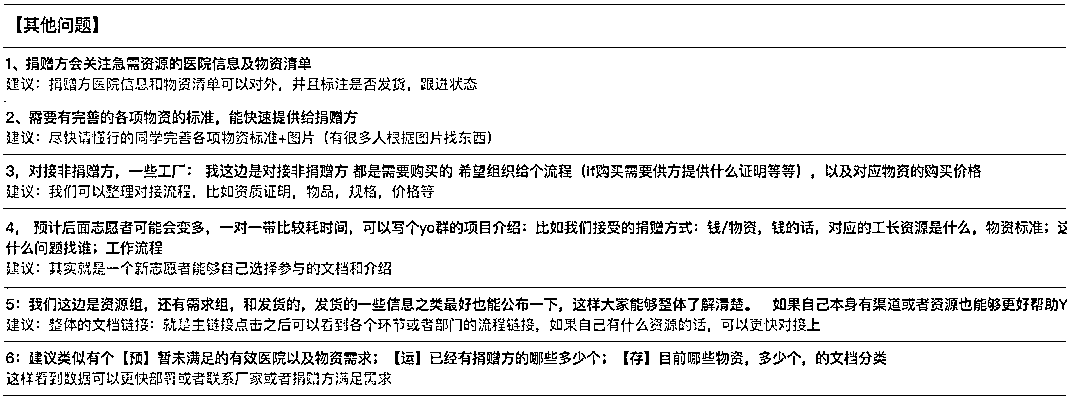 【其他问题】
1、捐赠方会关注急需资源的医院信息及物资清单
建议：捐赠方医院信息和物资清单可以对外，并且标注是否发货，跟进状态
2、需要有完善的各项物资的标准，能快速提供给捐赠方
建议：尽快请懂行的同学完善各项物资标准+图片（有很多人根据图片找东西）
3，对接非捐赠方，一些工厂： 我这边是对接非捐赠方 都是需要购买的 希望组织给个流程（if购买需要供方提供什么证明等等），以及对应物资的购买价格
建议：我们可以整理对接流程，比如资质证明，物品，规格，价格等
4， 预计后面志愿者可能会变多，一对一带比较耗时间，可以写个yo群的项目介绍：比如我们接受的捐赠方式：钱/物资，钱的话，对应的工长资源是什么，物资标准；这
什么问题找谁；工作流程
建议：其实就是一个新志愿者能够自己选择参与的文档和介绍
5：我们这边是资源组，还有需求组，和发货的，发货的一些信息之类最好也能公布一下，这样大家能够整体了解清楚。 如果自己本身有渠道或者资源也能够更好帮助Y
建议：整体的文档链接：就是主链接点击之后可以看到各个环节或者部门的流程链接，如果自己有什么资源的话，可以更快对接上
6：建议类似有个【预】暂未满足的有效医院以及物资需求；【运】已经有捐赠方的哪些多少个；【存】目前哪些物资，多少个，的文档分类
这样看到数据可以更快部署或者联系厂家或者捐赠方满足需求